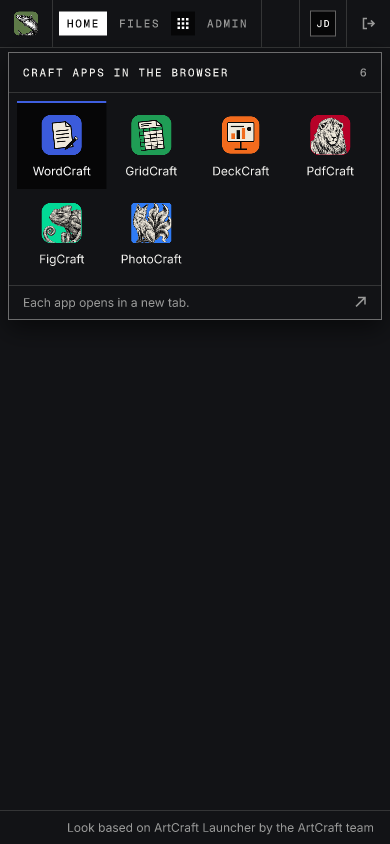 HOME FILES ADMIN JD
CRAFT APPS IN THE BROWSER 6
WordCraft GridCraft DeckCraft PdfCraft
FigCraft PhotoCraft
Each app opens in a new tab.
Look based on ArtCraft Launcher by the ArtCraft team